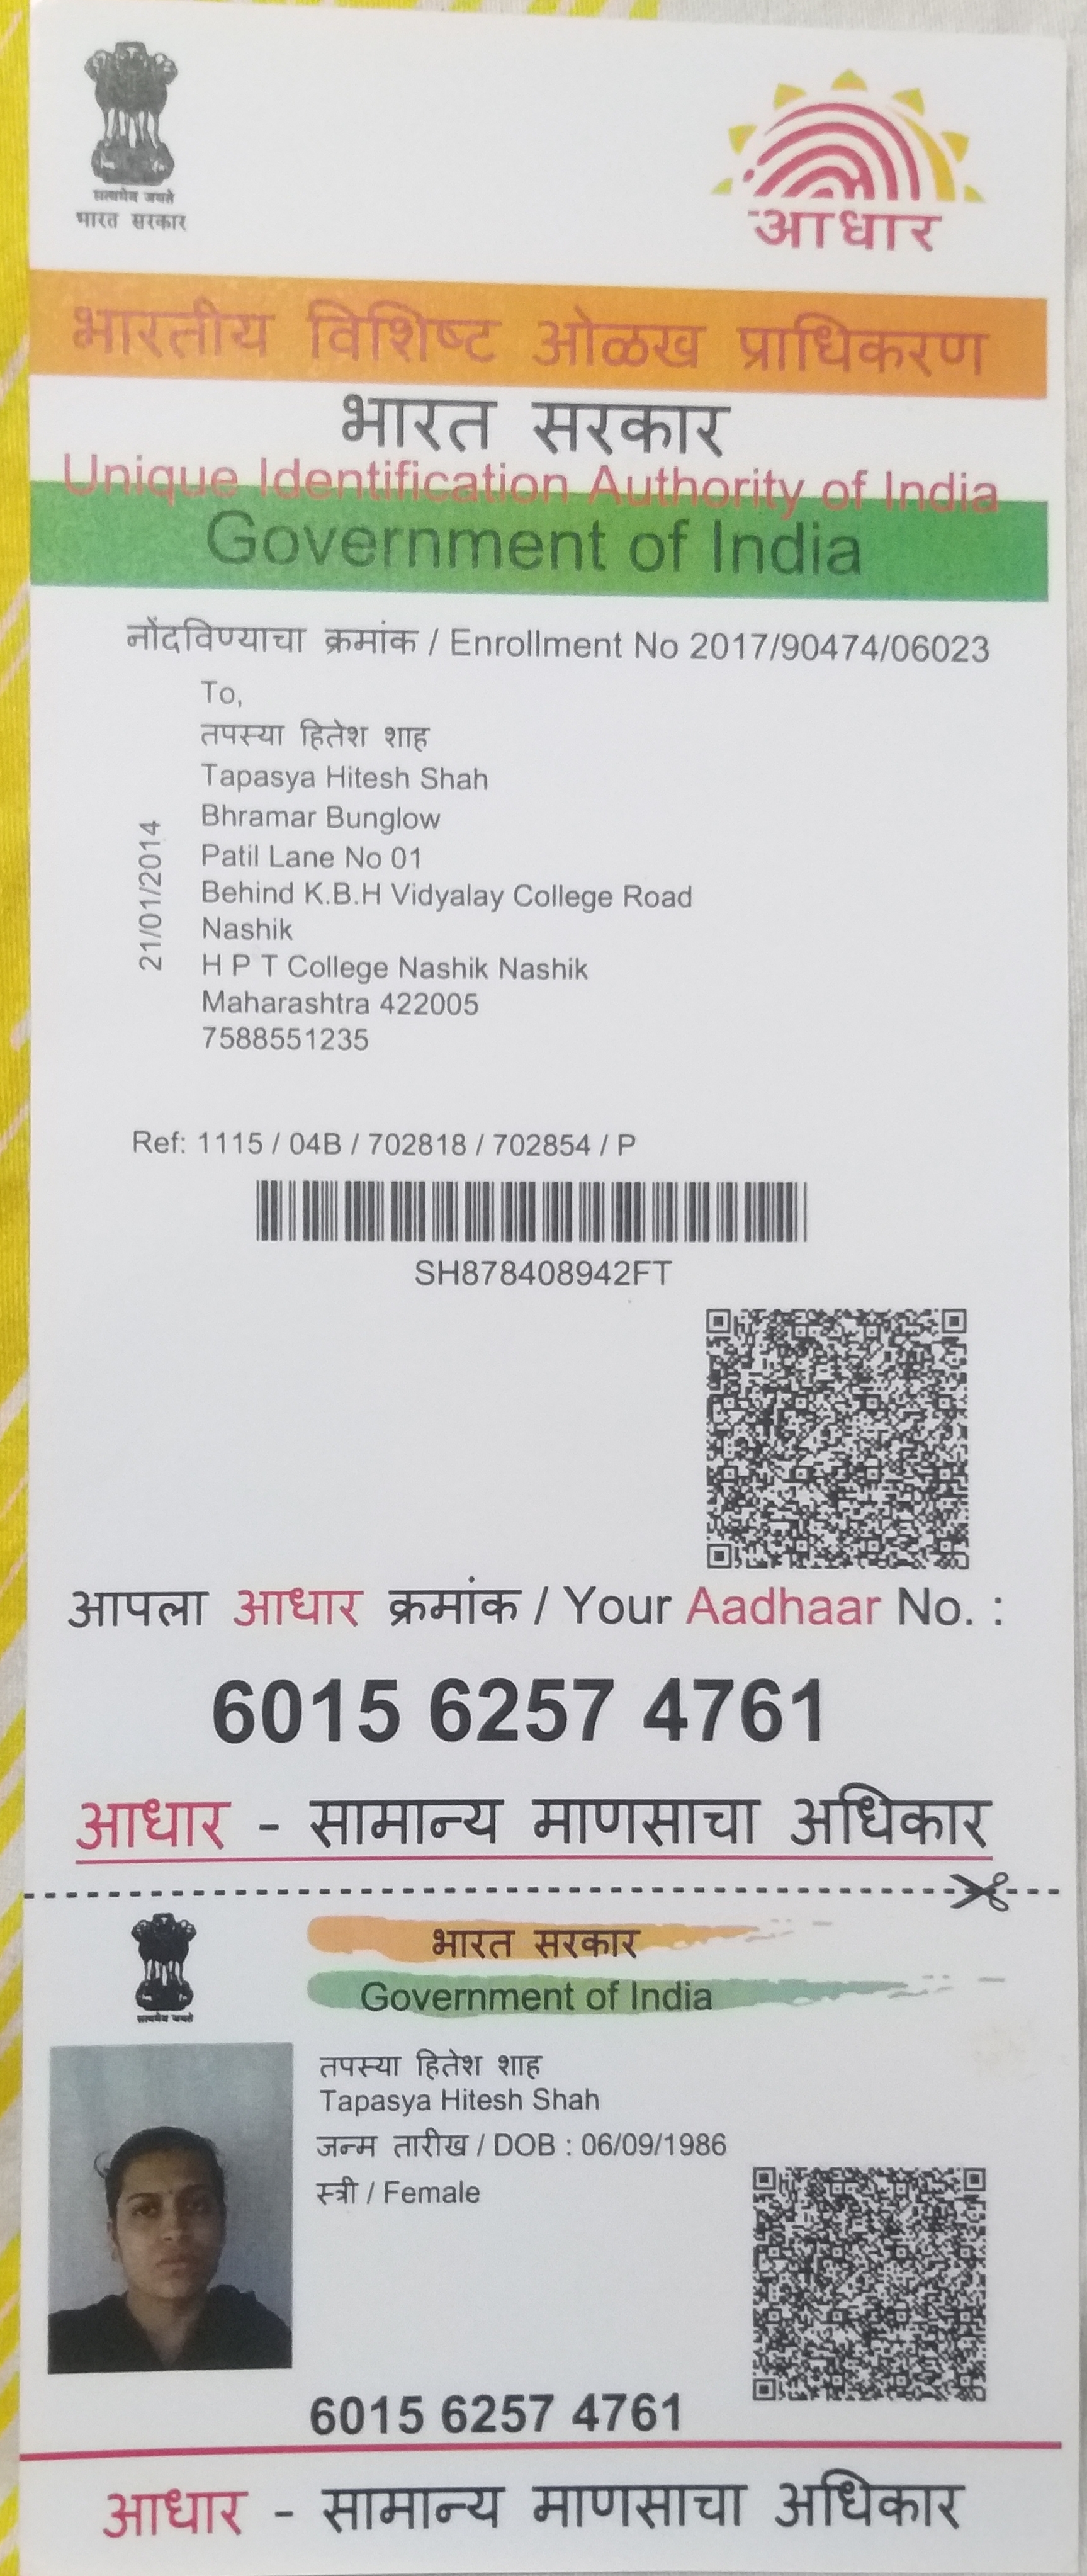 सत्यमेव जयते
भारत सरकार
आधार
भारतीय विशिष्ट ओळख प्राधिकरण
भारत सरकार
Unique Identification Authority of India
Government of India
नोंदविण्याचा क्रमांक / Enrollment No 2017/90474/06023
To,
तपस्या हितेश शाह
Tapasya Hitesh Shah
Bhramar Bunglow
Patil Lane No 01
Behind K.B.H Vidyalay College Road
Nashik
H P T College Nashik Nashik
Maharashtra 422005
7588551235
21/01/2014
Ref: 1115 / 04B / 702818 / 702854 / P
SH878408942FT
आपला आधार क्रमांक / Your Aadhaar No. :
6015 6257 4761
आधार - सामान्य माणसाचा अधिकार
भारत सरकार
Government of India
सत्यमेव जयते
तपस्या हितेश शाह
Tapasya Hitesh Shah
जन्म तारीख / DOB : 06/09/1986
स्त्री / Female
6015 6257 4761
आधार - सामान्य माणसाचा अधिकार